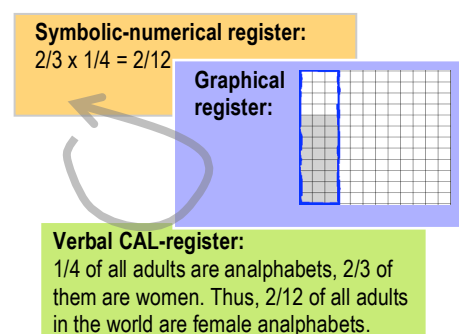 Symbolic-numerical register:
2/3 x 1/4 = 2/12
Graphical
register:
Verbal CAL-register:
1/4 of all adults are analphabets, 2/3 of
them are women. Thus, 2/12 of all adults
in the world are female analphabets.